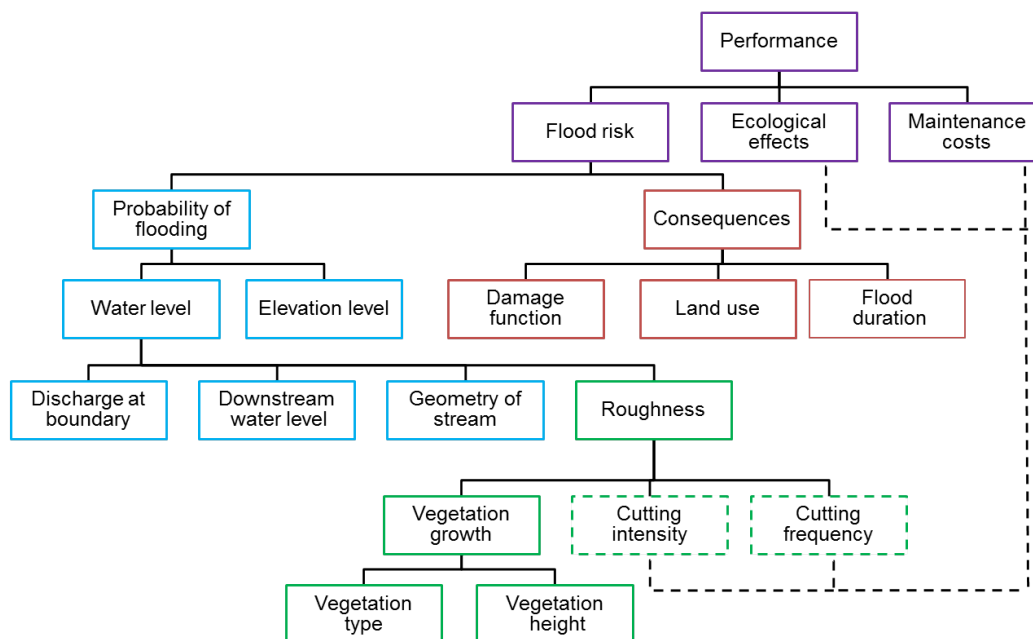 Performance
Flood risk
Ecological
effects
Maintenance
costs
Probability of
flooding
Consequences
Water level
Elevation level
Damage
function
Land use
Flood
duration
Discharge at
boundary
Downstream
water level
Geometry of
stream
Roughness
Vegetation
growth
Cutting
intensity
Cutting
frequency
Vegetation
type
Vegetation
height